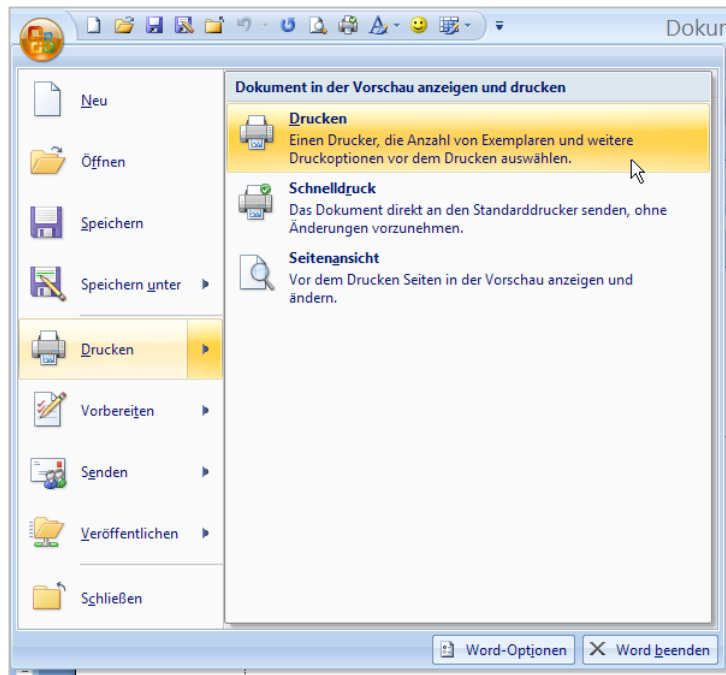 Dokum
Neu
Öffnen
Speichern
Speichern unter
Drucken
Vorbereiten
Senden
Veröffentlichen
Schließen
Dokument in der Vorschau anzeigen und drucken
Drucken
Einen Drucker, die Anzahl von Exemplaren und weitere
Druckoptionen vor dem Drucken auswählen.
Schnelldruck
Das Dokument direkt an den Standarddrucker senden, ohne
Änderungen vorzunehmen.
Seitenansicht
Vor dem Drucken Seiten in der Vorschau anzeigen und
ändern.
Word-Optionen
Word beenden